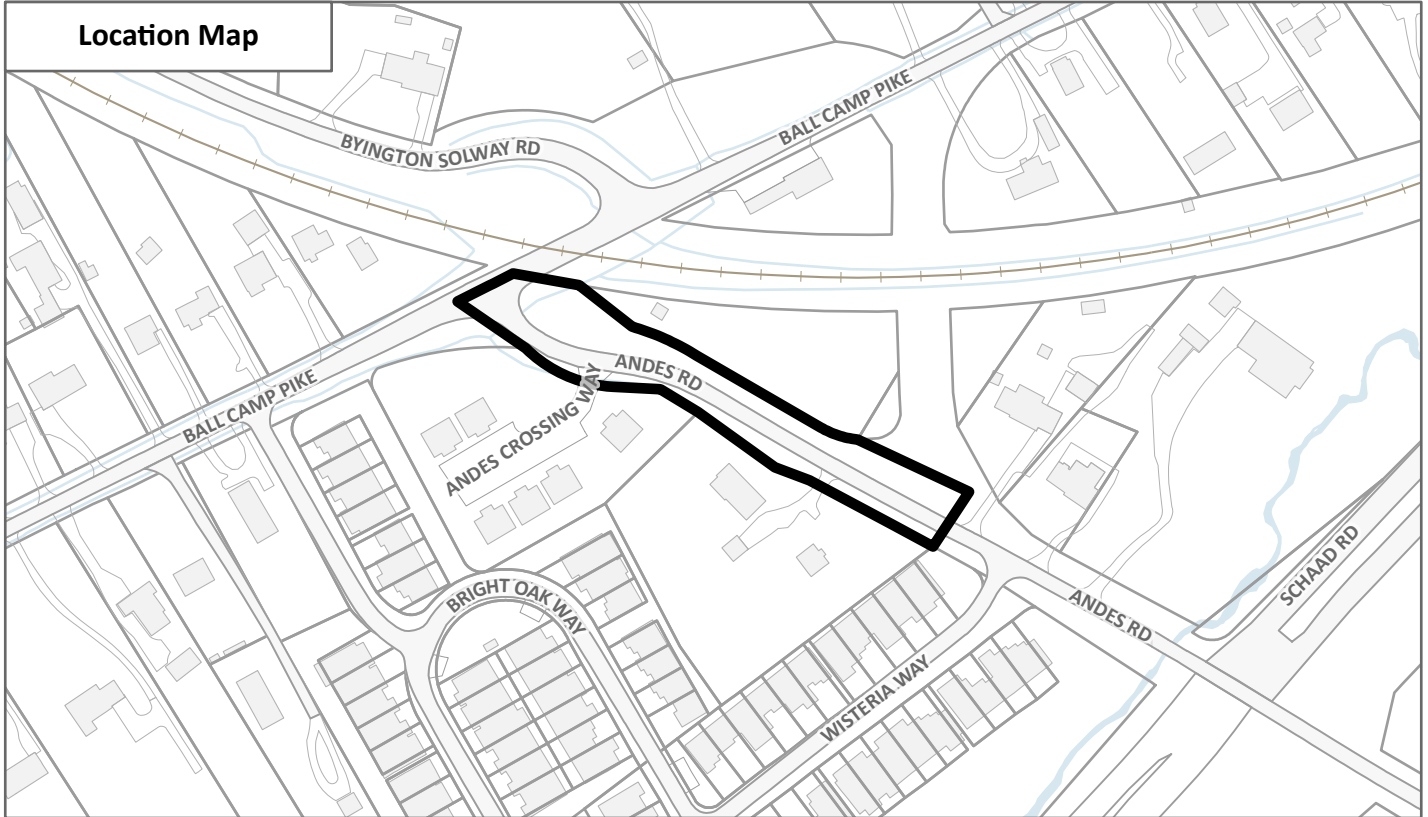 Location Map
BALL CAMP PIKE
BYINGTON SOLWAY RD
ANDES RD
ANDES CROSSING WAY
BALL CAMP PIKE
SCHAAD RD
BRIGHT OAK WAY
ANDES RD
WISTERIA WAY